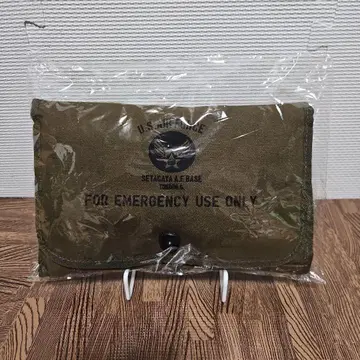 U.S. AIR FORCE
SETAGAYA A.E BASE
FOR EMERGENCY USE ONLY